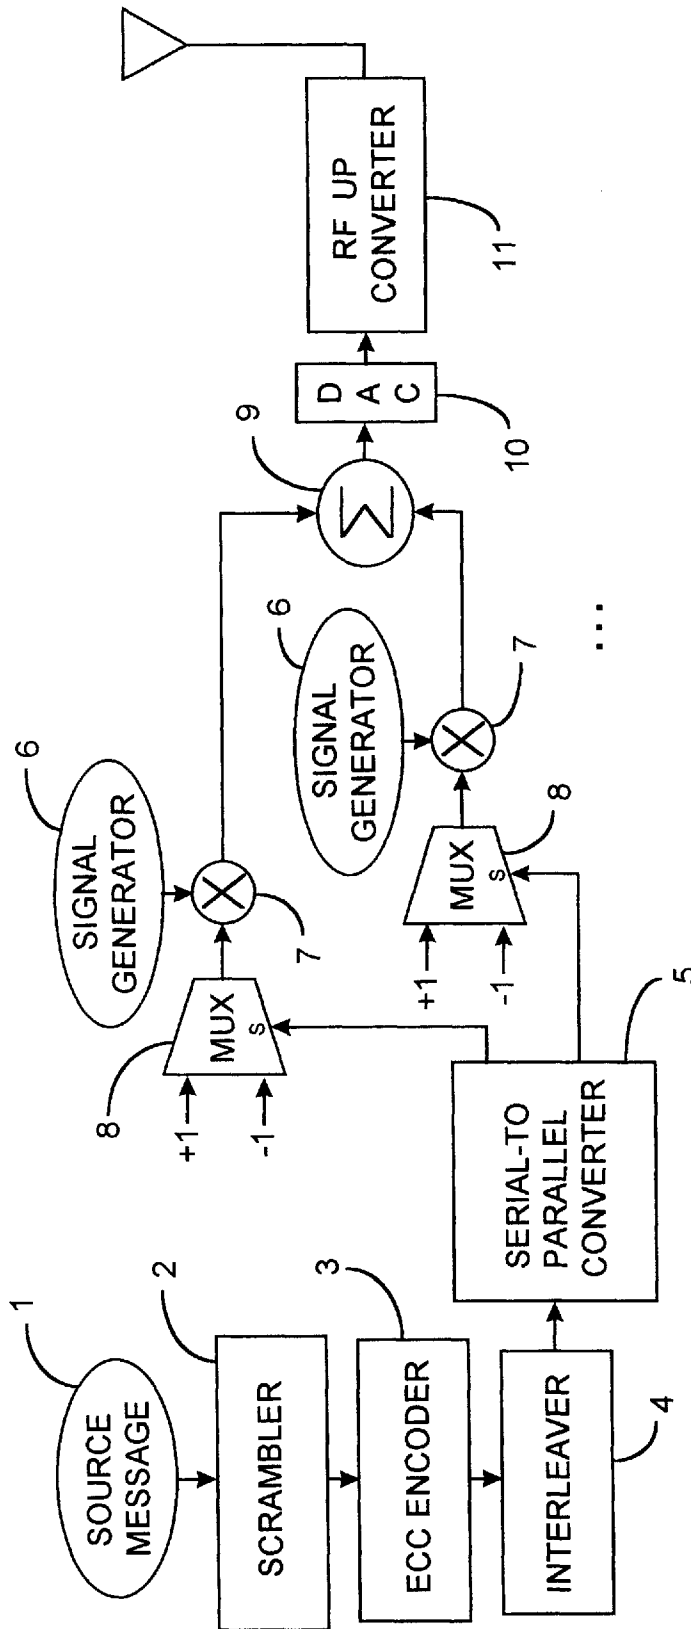 1
SOURCE
MESSAGE
2
SCRAMBLER
3
ECC ENCODER
4
INTERLEAVER
5
SERIAL-TO
PARALLEL
CONVERTER
8
+1
-1
MUX
s
6
SIGNAL
GENERATOR
7
8
+1
-1
MUX
s
6
SIGNAL
GENERATOR
7
...
9
Σ
10
D
A
C
11
RF UP
CONVERTER